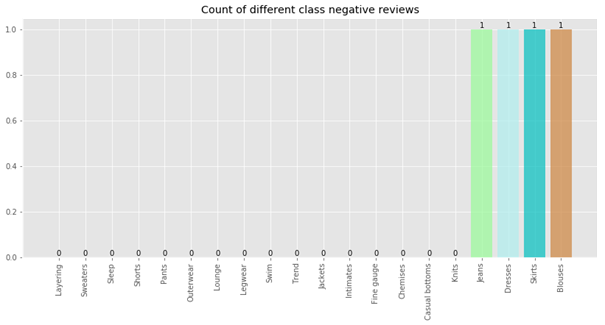 Count of different class negative reviews
1.0
0.8
0.6
0.4
0.2
0.0
0 0 0 0 0 0 0 0 0 0 0 0 0 0 0 0 1 1 1 1
Layering
Sweaters
Sleep
Shorts
Pants
Outerwear
Lounge
Legwear
Swim
Trend
Jackets
Intimates
Fine gauge
Chemises
Casual bottoms
Knits
Jeans
Dresses
Skirts
Blouses